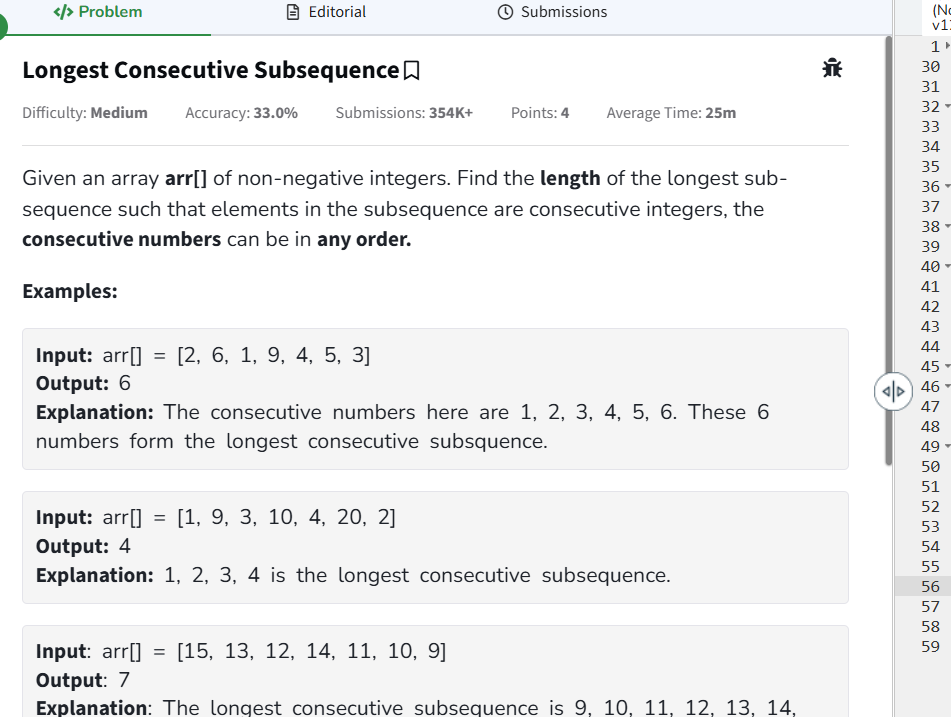 </> Problem
Editorial
Submissions
Longest Consecutive Subsequence
Difficulty: Medium
Accuracy: 33.0%
Submissions: 354K+
Points: 4
Average Time: 25m
Given an array arr[] of non-negative integers. Find the length of the longest sub-
sequence such that elements in the subsequence are consecutive integers, the
consecutive numbers can be in any order.
Examples:
Input: arr[] = [2, 6, 1, 9, 4, 5, 3]
Output: 6
Explanation: The consecutive numbers here are 1, 2, 3, 4, 5, 6. These 6
numbers form the longest consecutive subsquence.
Input: arr[] = [1, 9, 3, 10, 4, 20, 2]
Output: 4
Explanation: 1, 2, 3, 4 is the longest consecutive subsequence.
Input: arr[] = [15, 13, 12, 14, 11, 10, 9]
Output: 7
Explanation: The longest consecutive subsequence is 9, 10, 11, 12, 13, 14,
1
30
31
32
33
34
35
36
37
38
39
40
41
42
43
44
45
46
47
48
49
50
51
52
53
54
55
56
57
58
59